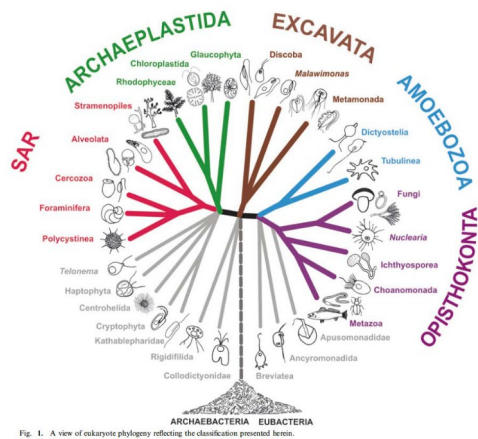 ARCHAEPLASTIDA
EXCAVATA
AMOEBOZOA
OPISTHOKONTA
SAR
Glaucophyta
Chloroplastida
Rhodophyceae
Stramenopiles
Alveolata
Cercozoa
Foraminifera
Polycystinea
Telonema
Haptophyta
Centrohelida
Cryptophyta
Kathablepharidae
Rigidifilida
Collodictyonidae
Discoba
Malawimonas
Metamonada
Dictyostelia
Tubulinea
Fungi
Nuclearia
Ichthyosporea
Choanomonada
Metazoa
Apusomonadidae
Ancyromonadida
Breviatea
ARCHAEBACTERIA EUBACTERIA
Fig. 1. A view of eukaryote phylogeny reflecting the classification presented herein.